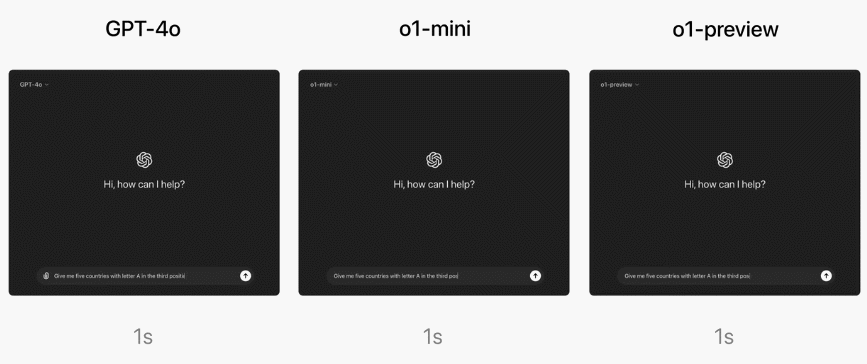 GPT-4o
o1-mini
o1-preview
GPT-4o
o1-mini
o1-preview
Hi, how can I help?
Hi, how can I help?
Hi, how can I help?
Give me five countries with letter A in the third positi
Give me five countries with letter A in the third pos
Give me five countries with letter A in the third pos
1s
1s
1s